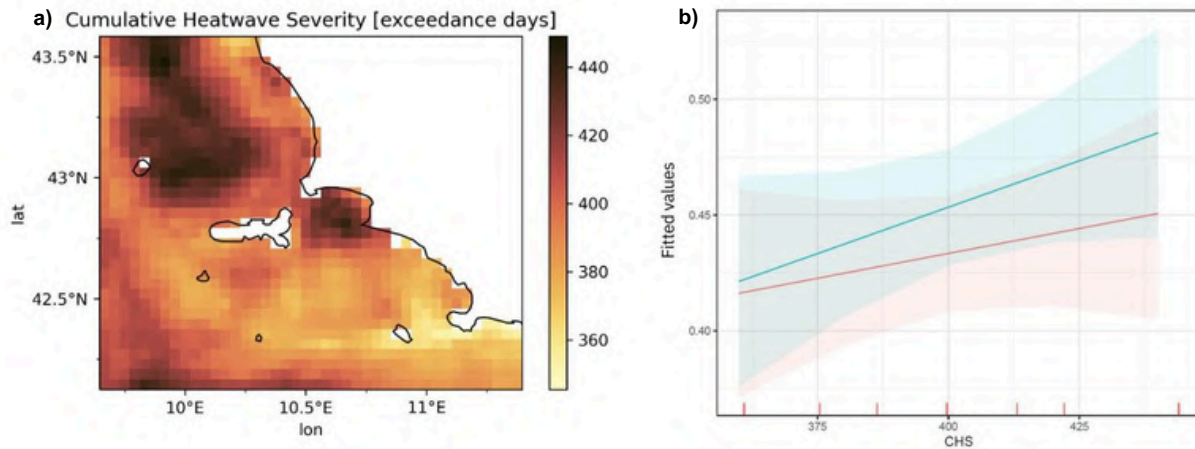 a) Cumulative Heatwave Severity [exceedance days]
43.5°N
43°N
42.5°N
lat
10°E
10.5°E
11°E
lon
440
420
400
380
360
b)
0.50
0.45
0.40
Fitted values
375
400
425
CHS